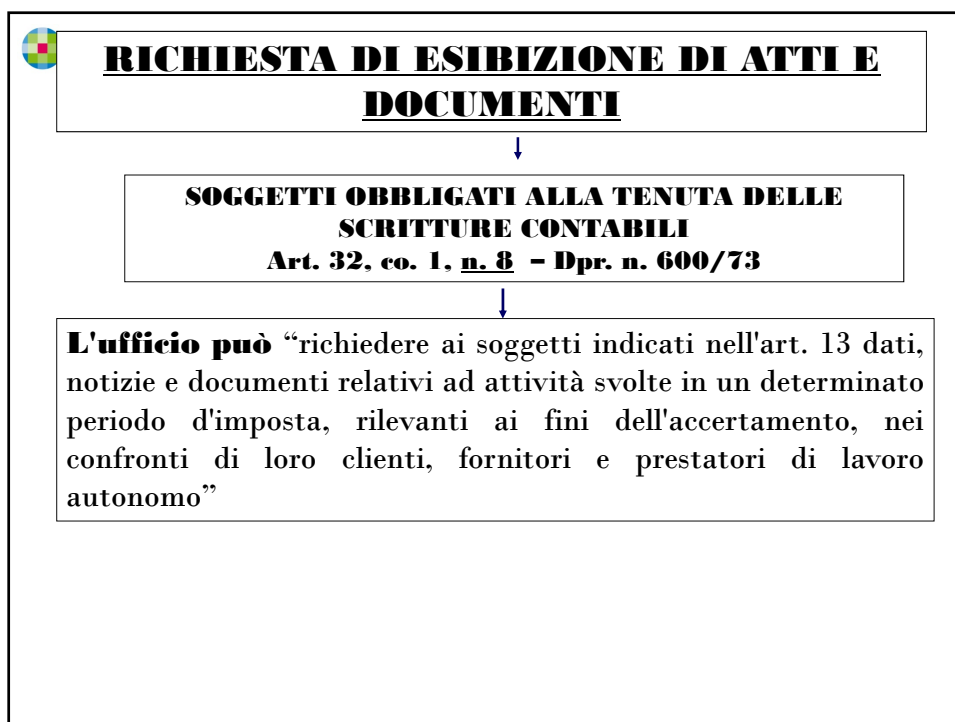 RICHIESTA DI ESIBIZIONE DI ATTI E
DOCUMENTI
SOGGETTI OBBLIGATI ALLA TENUTA DELLE
SCRITTURE CONTABILI
Art. 32, co. 1, n. 8 – Dpr. n. 600/73
L'ufficio può “richiedere ai soggetti indicati nell'art. 13 dati,
notizie e documenti relativi ad attività svolte in un determinato
periodo d'imposta, rilevanti ai fini dell'accertamento, nei
confronti di loro clienti, fornitori e prestatori di lavoro
autonomo”